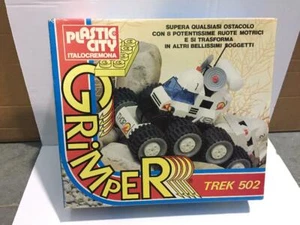 PLASTIC
CITY
ITALOCREMONA
SUPERA QUALSIASI OSTACOLO
CON 8 POTENTISSIME RUOTE MOTRICI
E SI TRASFORMA
IN ALTRI BELLISSIMI SOGGETTI
GRIMPER
TREK 502